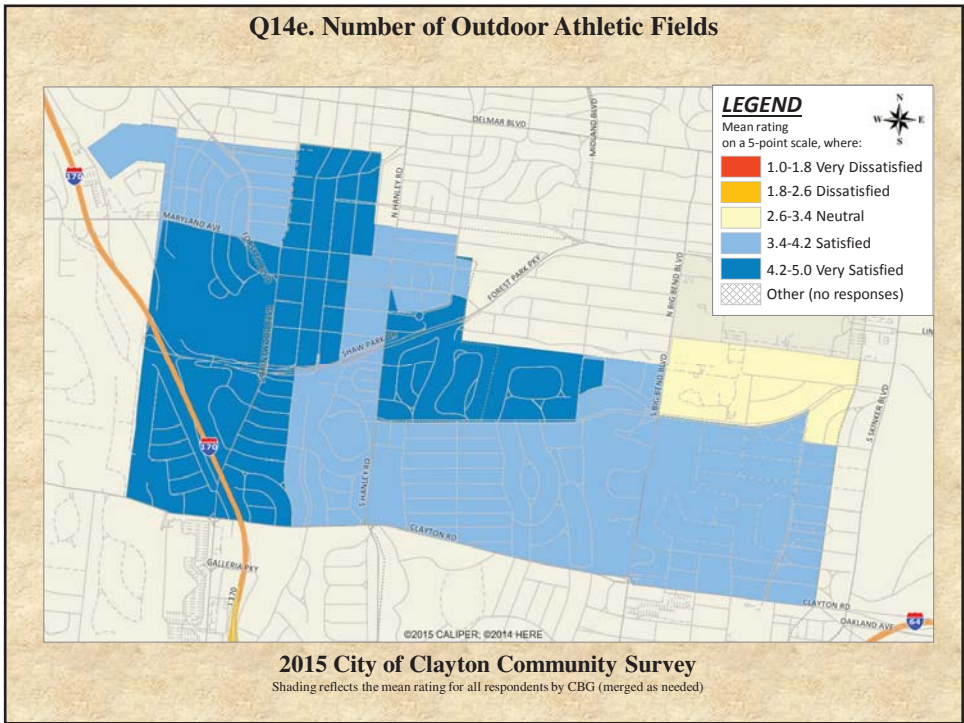 Q14e. Number of Outdoor Athletic Fields
LEGEND
Mean rating
on a 5-point scale, where:
1.0-1.8 Very Dissatisfied
1.8-2.6 Dissatisfied
2.6-3.4 Neutral
3.4-4.2 Satisfied
4.2-5.0 Very Satisfied
Other (no responses)
N
W E
S
DELMAR BLVD
MIDLAND BLVD
170
N HANLEY RD
MARYLAND AVE
FOREST PARK PKY
N BIG BEND BLVD
LIN
SHAW PARK
S BIG BEND BLVD
S SKINKER BLVD
170
S HANLEY RD
CLAYTON RD
GALLERIA PKY
I 170
CLAYTON RD
OAKLAND AVE
64
©2015 CALIPER; ©2014 HERE
2015 City of Clayton Community Survey
Shading reflects the mean rating for all respondents by CBG (merged as needed)